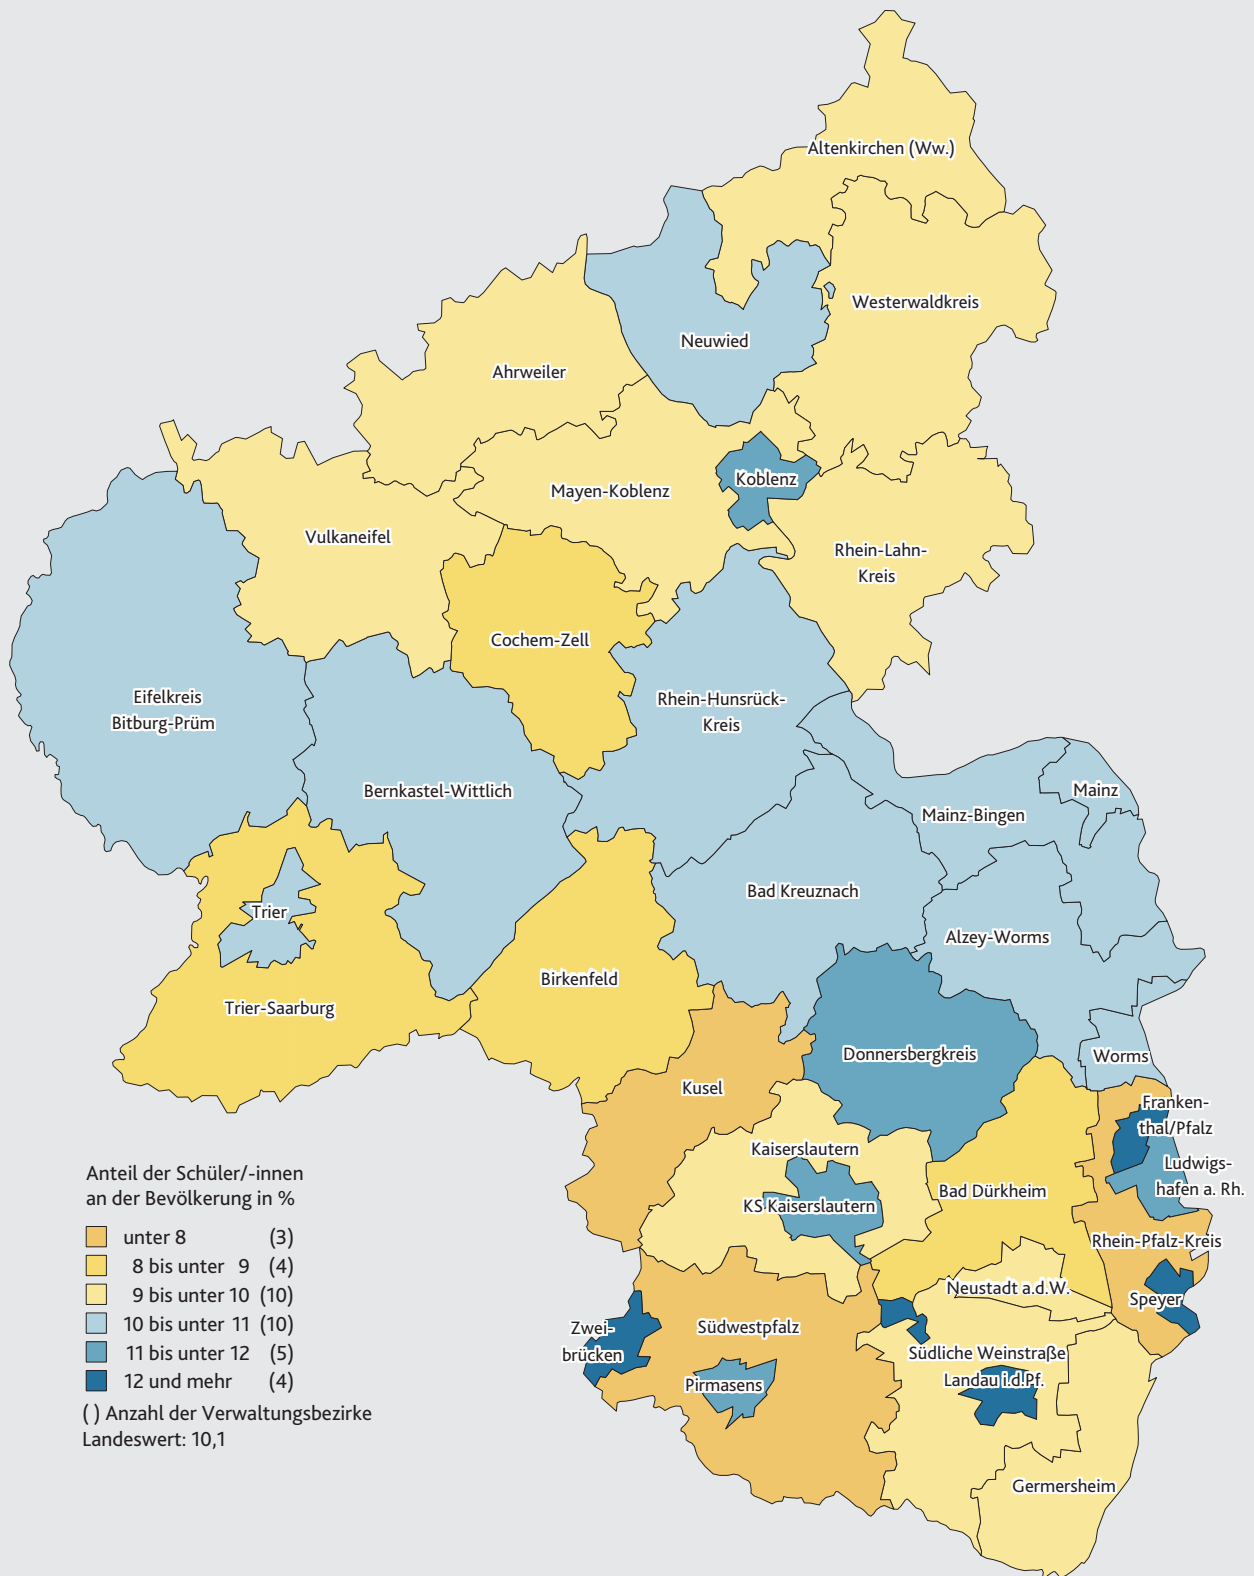 Altenkirchen (Ww.)
Westerwaldkreis
Neuwied
Ahrweiler
Koblenz
Mayen-Koblenz
Vulkaneifel
Rhein-Lahn-
Kreis
Cochem-Zell
Eifelkreis
Bitburg-Prüm
Rhein-Hunsrück-
Kreis
Bernkastel-Wittlich
Mainz
Mainz-Bingen
Bad Kreuznach
Trier
Alzey-Worms
Birkenfeld
Trier-Saarburg
Donnersbergkreis
Worms
Kusel
Franken-
thal/Pfalz
Kaiserslautern
Ludwigs-
hafen a. Rh.
Bad Dürkheim
KS Kaiserslautern
Rhein-Pfalz-Kreis
Neustadt a.d.W.
Speyer
Zwei-
brücken
Südwestpfalz
Südliche Weinstraße
Landau i.d.Pf.
Pirmasens
Germersheim
Anteil der Schüler/-innen
an der Bevölkerung in %
unter 8 (3)
8 bis unter 9 (4)
9 bis unter 10 (10)
10 bis unter 11 (10)
11 bis unter 12 (5)
12 und mehr (4)
( ) Anzahl der Verwaltungsbezirke
Landeswert: 10,1